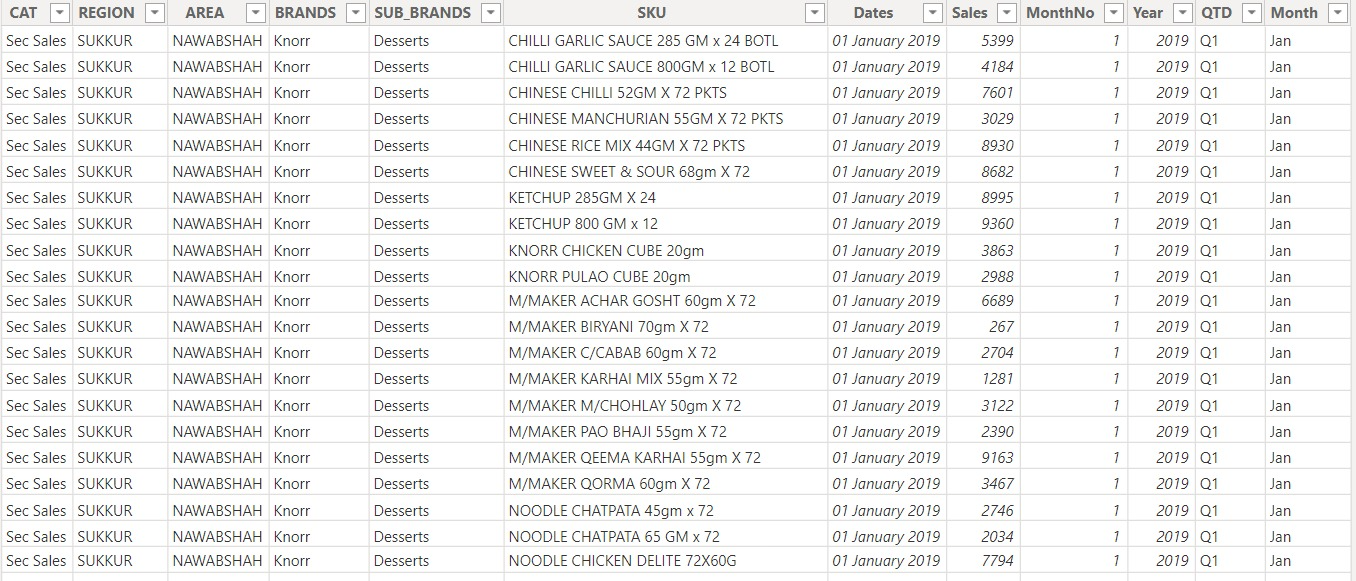 CAT REGION AREA BRANDS SUB_BRANDS SKU Dates Sales MonthNo Year QTD Month
Sec Sales SUKKUR NAWABSHAH Knorr Desserts CHILLI GARLIC SAUCE 285 GM x 24 BOTL 01 January 2019 5399 1 2019 Q1 Jan
Sec Sales SUKKUR NAWABSHAH Knorr Desserts CHILLI GARLIC SAUCE 800GM x 12 BOTL 01 January 2019 4184 1 2019 Q1 Jan
Sec Sales SUKKUR NAWABSHAH Knorr Desserts CHINESE CHILLI 52GM X 72 PKTS 01 January 2019 7601 1 2019 Q1 Jan
Sec Sales SUKKUR NAWABSHAH Knorr Desserts CHINESE MANCHURIAN 55GM X 72 PKTS 01 January 2019 3029 1 2019 Q1 Jan
Sec Sales SUKKUR NAWABSHAH Knorr Desserts CHINESE RICE MIX 44GM X 72 PKTS 01 January 2019 8930 1 2019 Q1 Jan
Sec Sales SUKKUR NAWABSHAH Knorr Desserts CHINESE SWEET & SOUR 68gm X 72 01 January 2019 8682 1 2019 Q1 Jan
Sec Sales SUKKUR NAWABSHAH Knorr Desserts KETCHUP 285GM X 24 01 January 2019 8995 1 2019 Q1 Jan
Sec Sales SUKKUR NAWABSHAH Knorr Desserts KETCHUP 800 GM x 12 01 January 2019 9360 1 2019 Q1 Jan
Sec Sales SUKKUR NAWABSHAH Knorr Desserts KNORR CHICKEN CUBE 20gm 01 January 2019 3863 1 2019 Q1 Jan
Sec Sales SUKKUR NAWABSHAH Knorr Desserts KNORR PULAO CUBE 20gm 01 January 2019 2988 1 2019 Q1 Jan
Sec Sales SUKKUR NAWABSHAH Knorr Desserts M/MAKER ACHAR GOSHT 60gm X 72 01 January 2019 6689 1 2019 Q1 Jan
Sec Sales SUKKUR NAWABSHAH Knorr Desserts M/MAKER BIRYANI 70gm X 72 01 January 2019 267 1 2019 Q1 Jan
Sec Sales SUKKUR NAWABSHAH Knorr Desserts M/MAKER C/CABAB 60gm X 72 01 January 2019 2704 1 2019 Q1 Jan
Sec Sales SUKKUR NAWABSHAH Knorr Desserts M/MAKER KARHAI MIX 55gm X 72 01 January 2019 1281 1 2019 Q1 Jan
Sec Sales SUKKUR NAWABSHAH Knorr Desserts M/MAKER M/CHOHLAY 50gm X 72 01 January 2019 3122 1 2019 Q1 Jan
Sec Sales SUKKUR NAWABSHAH Knorr Desserts M/MAKER PAO BHAJI 55gm X 72 01 January 2019 2390 1 2019 Q1 Jan
Sec Sales SUKKUR NAWABSHAH Knorr Desserts M/MAKER QEEMA KARHAI 55gm X 72 01 January 2019 9163 1 2019 Q1 Jan
Sec Sales SUKKUR NAWABSHAH Knorr Desserts M/MAKER QORMA 60gm X 72 01 January 2019 3467 1 2019 Q1 Jan
Sec Sales SUKKUR NAWABSHAH Knorr Desserts NOODLE CHATPATA 45gm x 72 01 January 2019 2746 1 2019 Q1 Jan
Sec Sales SUKKUR NAWABSHAH Knorr Desserts NOODLE CHATPATA 65 GM x 72 01 January 2019 2034 1 2019 Q1 Jan
Sec Sales SUKKUR NAWABSHAH Knorr Desserts NOODLE CHICKEN DELITE 72X60G 01 January 2019 7794 1 2019 Q1 Jan